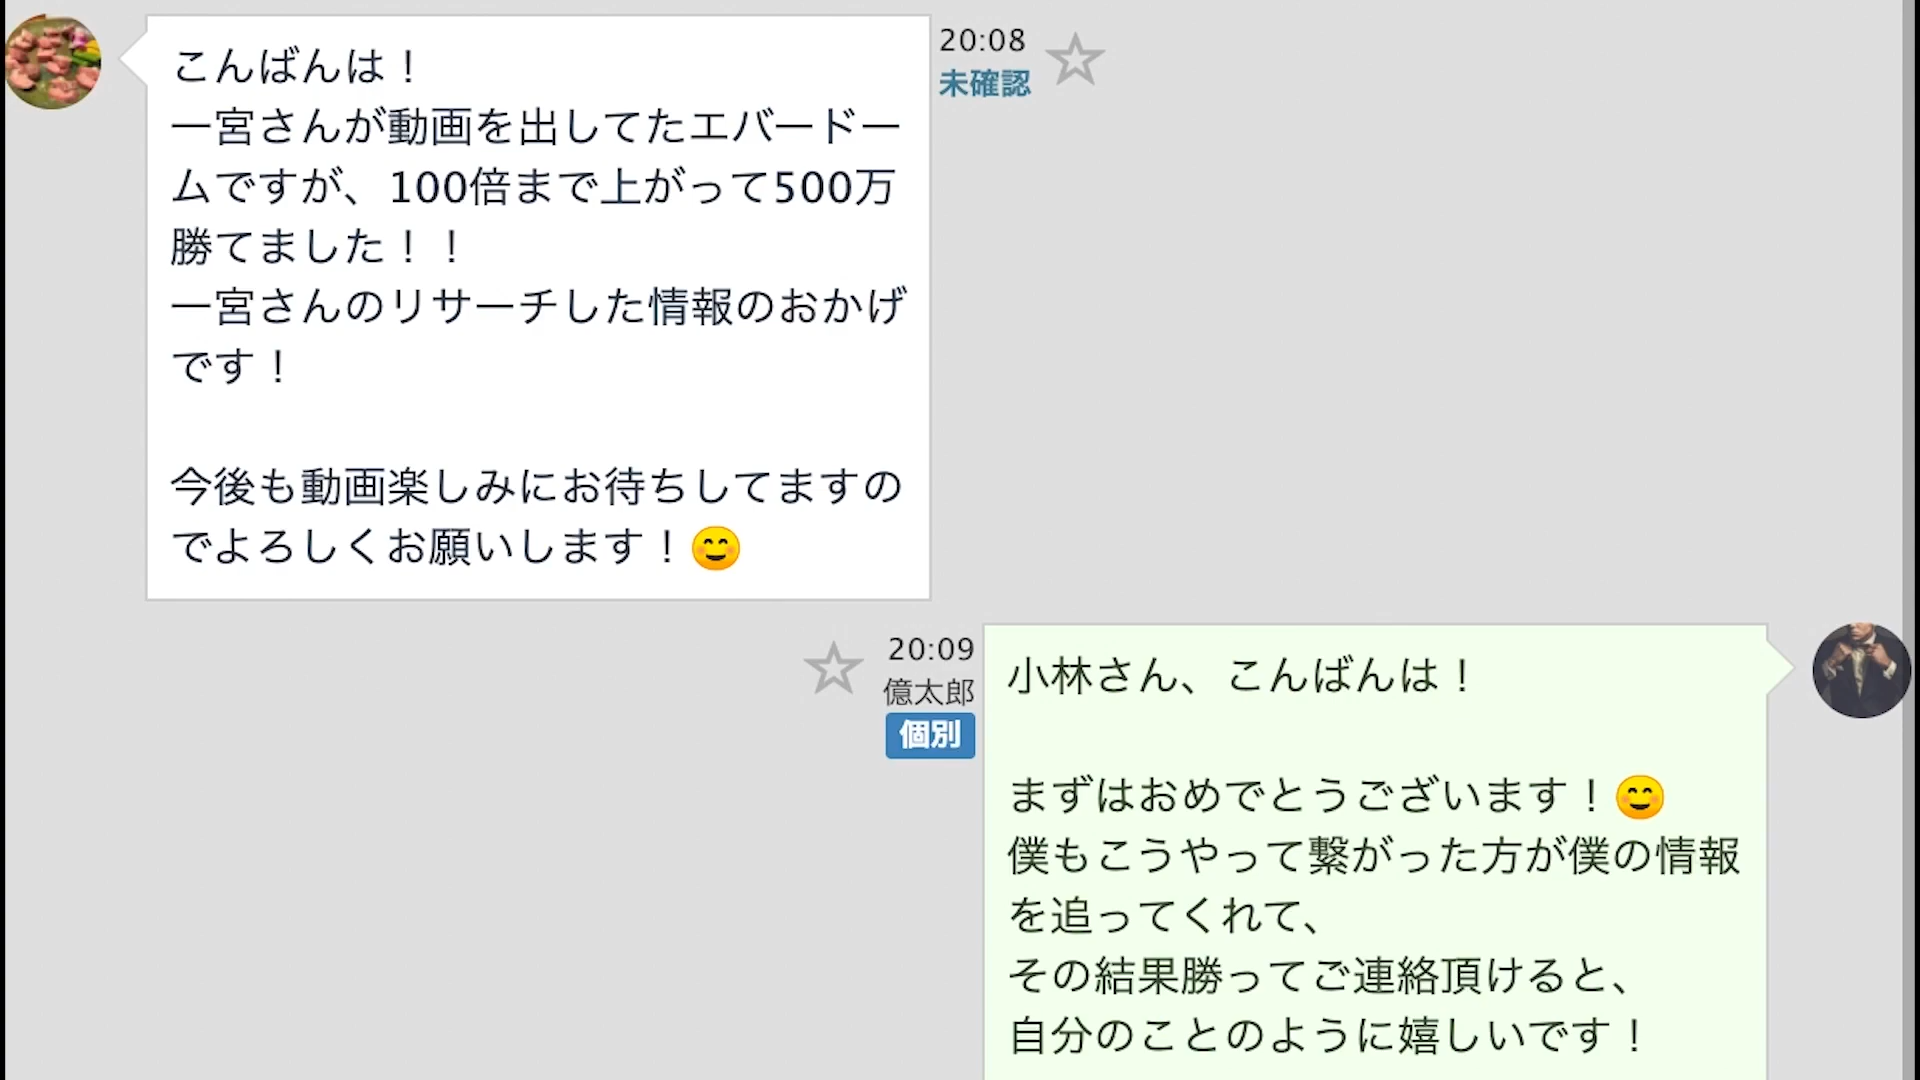 こんばんは！
一宮さんが動画を出してたエバードー
ムですが、100倍まで上がって500万
勝てました！！
一宮さんのリサーチした情報のおかげ
です！
今後も動画楽しみにお待ちしてますの
でよろしくお願いします！😊
20:08
未確認
20:09
億太郎
個別
小林さん、こんばんは！
まずはおめでとうございます！😊
僕もこうやって繋がった方が僕の情報
を追ってくれて、
その結果勝ってご連絡頂けると、
自分のことのように嬉しいです！